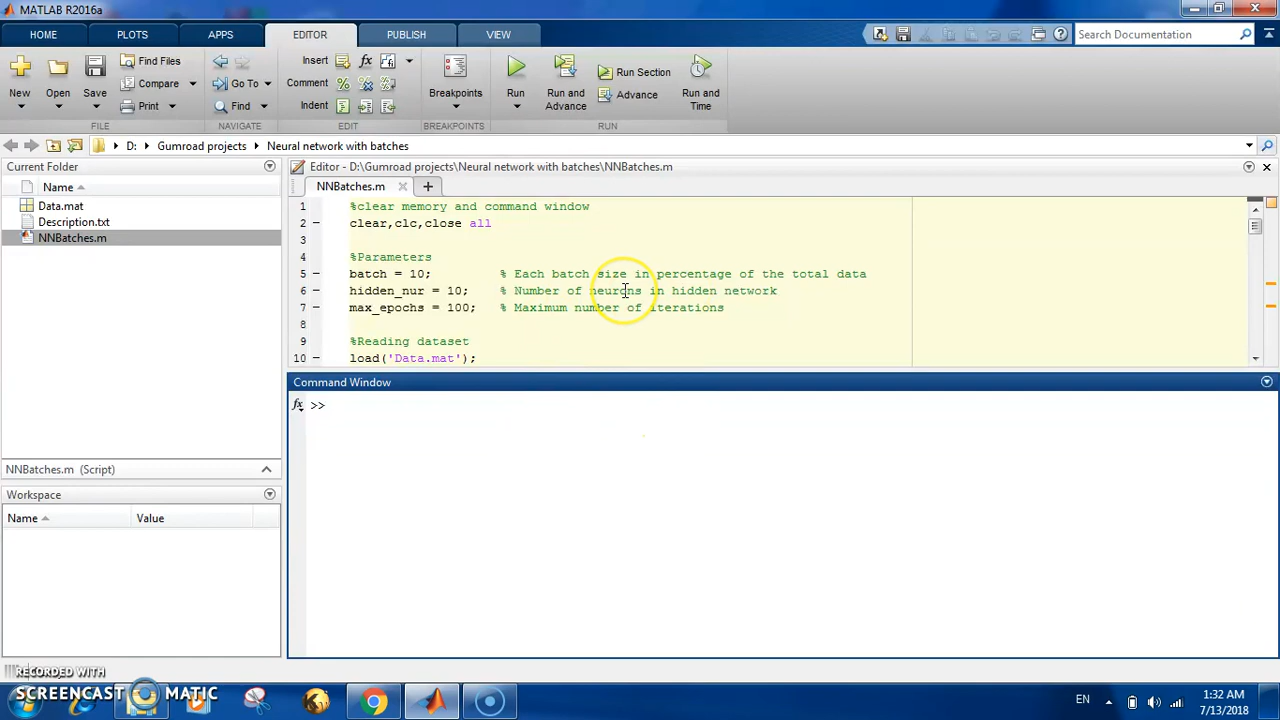 MATLAB R2016a
HOME PLOTS APPS EDITOR PUBLISH VIEW Search Documentation
New Open Save Find Files Compare Print Go To Find Insert Comment Indent fx Breakpoints Run Run and Advance Run Section Advance Run and Time
FILE NAVIGATE EDIT BREAKPOINTS RUN
D: Gumroad projects Neural network with batches
Current Folder
Name
Data.mat
Description.txt
NNBatches.m
NNBatches.m (Script)
Workspace
Name Value
Editor - D:\Gumroad projects\Neural network with batches\NNBatches.m
NNBatches.m
1 %clear memory and command window
2 clear,clc,close all
3
4 %Parameters
5 batch = 10; % Each batch size in percentage of the total data
6 hidden_nur = 10; % Number of neurons in hidden network
7 max_epochs = 100; % Maximum number of iterations
8
9 %Reading dataset
10 load('Data.mat');
Command Window
fx >>
RECORDED WITH
SCREENCAST MATIC
EN
1:32 AM
7/13/2018